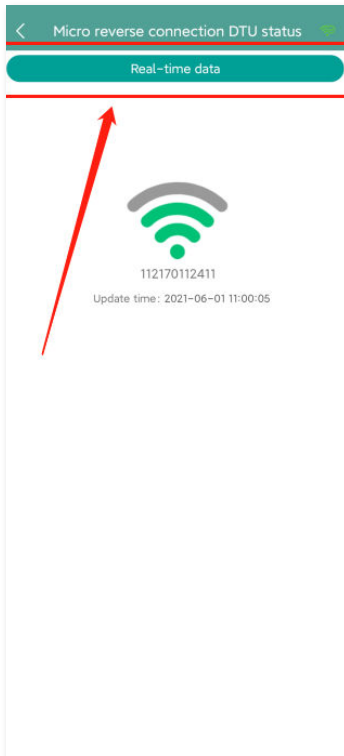 Micro reverse connection DTU status
Real-time data
112170112411
Update time: 2021-06-01 11:00:05